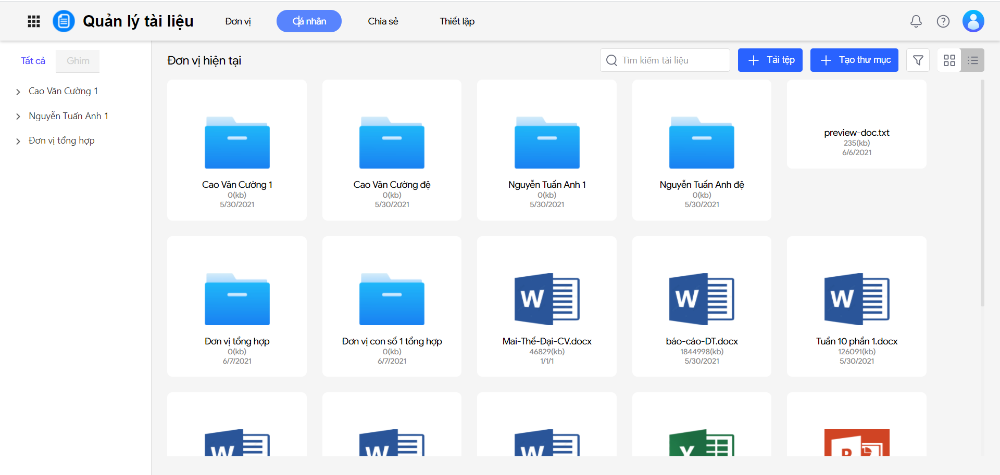 Quản lý tài liệu
Đơn vị
Cá nhân
Chia sẻ
Thiết lập
Tất cả
Ghim
Cao Văn Cường 1
Nguyễn Tuấn Anh 1
Đơn vị tổng hợp
Đơn vị hiện tại
Tìm kiếm tài liệu
Tải tệp
Tạo thư mục
Cao Văn Cường 1
0(kb)
5/30/2021
Cao Văn Cường đệ
0(kb)
5/30/2021
Nguyễn Tuấn Anh 1
0(kb)
5/30/2021
Nguyễn Tuấn Anh đệ
0(kb)
5/30/2021
preview-doc.txt
235(kb)
6/6/2021
Đơn vị tổng hợp
0(kb)
6/7/2021
Đơn vị con số 1 tổng hợp
0(kb)
6/7/2021
W
Mai-Thế-Đại-CV.docx
46829(kb)
1/1/1
W
báo-cáo-DT.docx
1844998(kb)
5/30/2021
W
Tuần 10 phần 1.docx
126091(kb)
5/30/2021
W
W
W
X
P